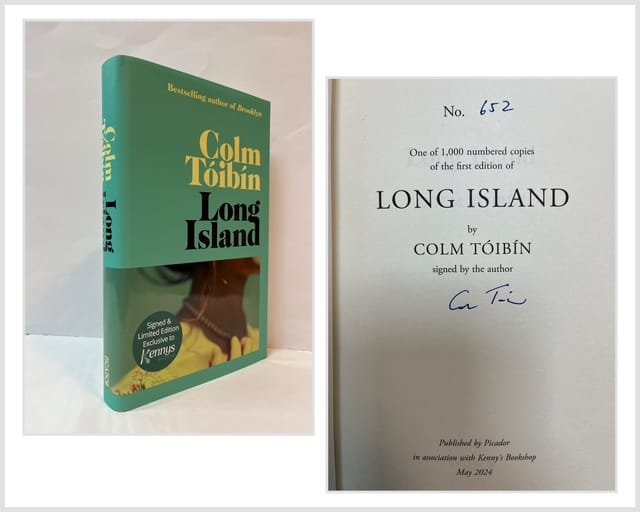 Bestselling author of Brooklyn
Colm
Tóibín
Long
Island
Signed &
Limited Edition
Exclusive to
Kennys
Colm
Tóibín
Long
Island
PICADOR
No. 652
One of 1,000 numbered copies
of the first edition of
LONG ISLAND
by
COLM TÓIBÍN
signed by the author
Published by Picador
in association with Kenny's Bookshop
May 2024